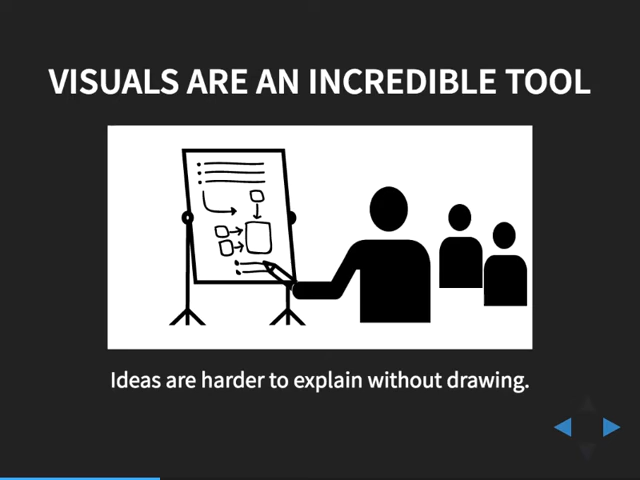 VISUALS ARE AN INCREDIBLE TOOL
Ideas are harder to explain without drawing.